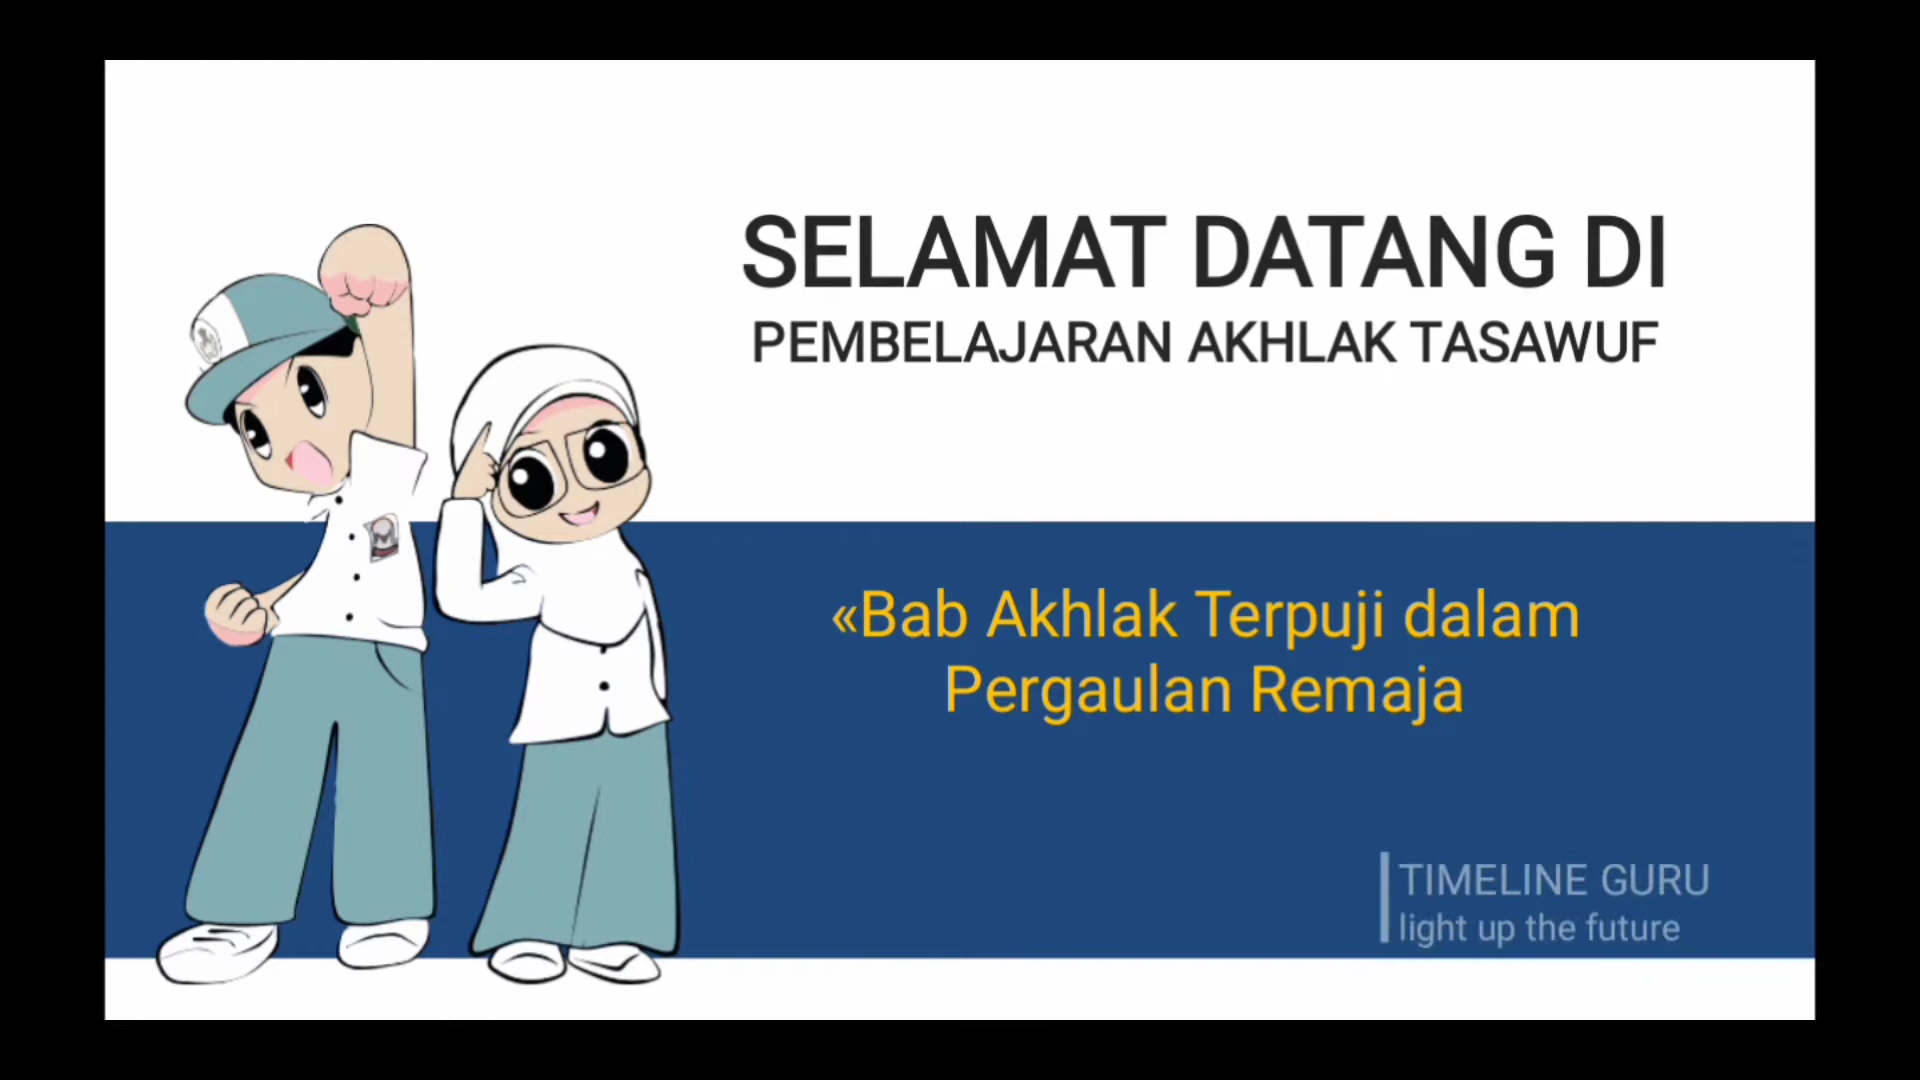 SELAMAT DATANG DI
PEMBELAJARAN AKHLAK TASAWUF
«Bab Akhlak Terpuji dalam
Pergaulan Remaja
TIMELINE GURU
light up the future